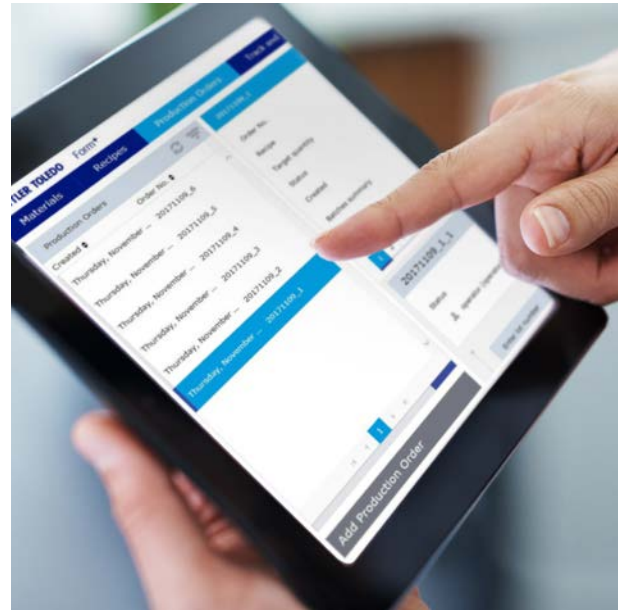 TLER TOLEDO Form+
Materials Recipes Production Orders Track and
Production Orders
Created Order No.
Thursday, November ... 20171109_6
Thursday, November ... 20171109_5
Thursday, November ... 20171109_4
Thursday, November ... 20171109_3
Thursday, November ... 20171109_2
Thursday, November ... 20171109_1
1
Add Production Order
20171109_1
Order No.
Recipe
Target quantity
Status
Created
Batches summary
1
20171109_1_1
Status
operator
Enter lot number